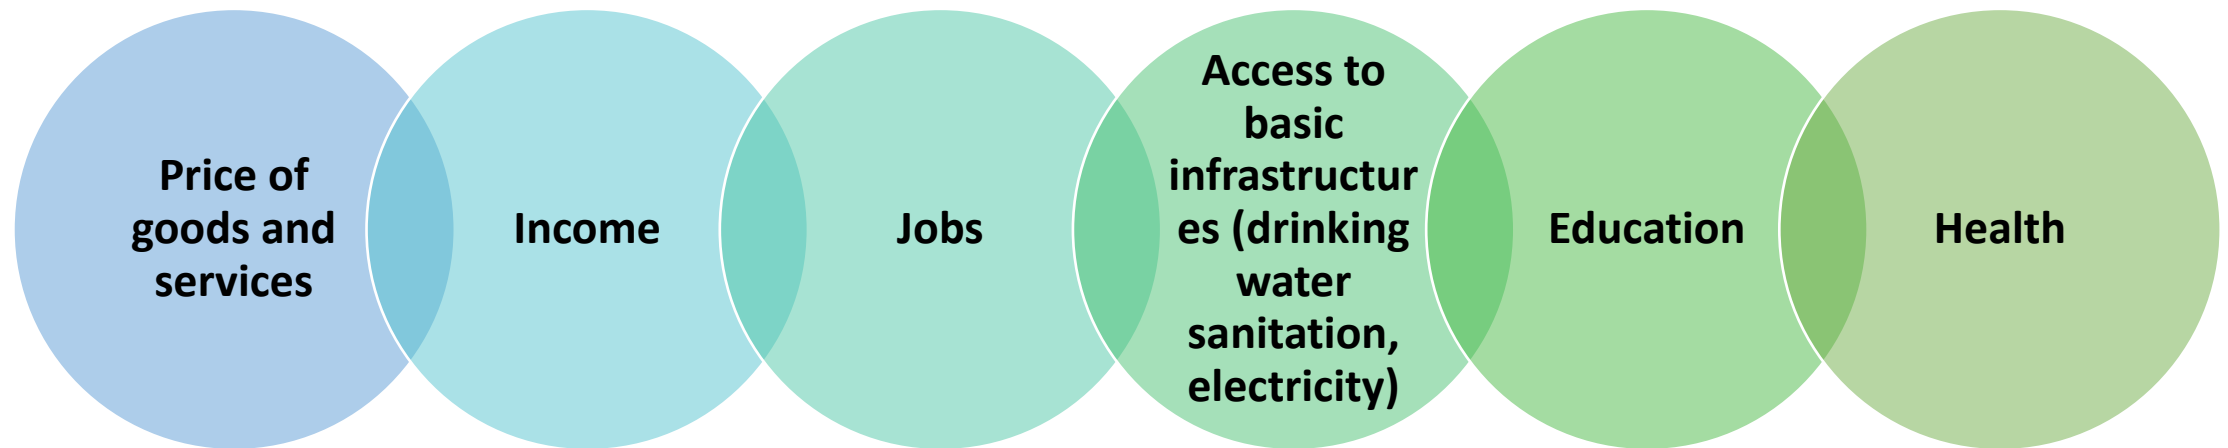 Price of
goods and
services
Income
Jobs
Access to
basic
infrastructur
es (drinking
water
sanitation,
electricity)
Education
Health